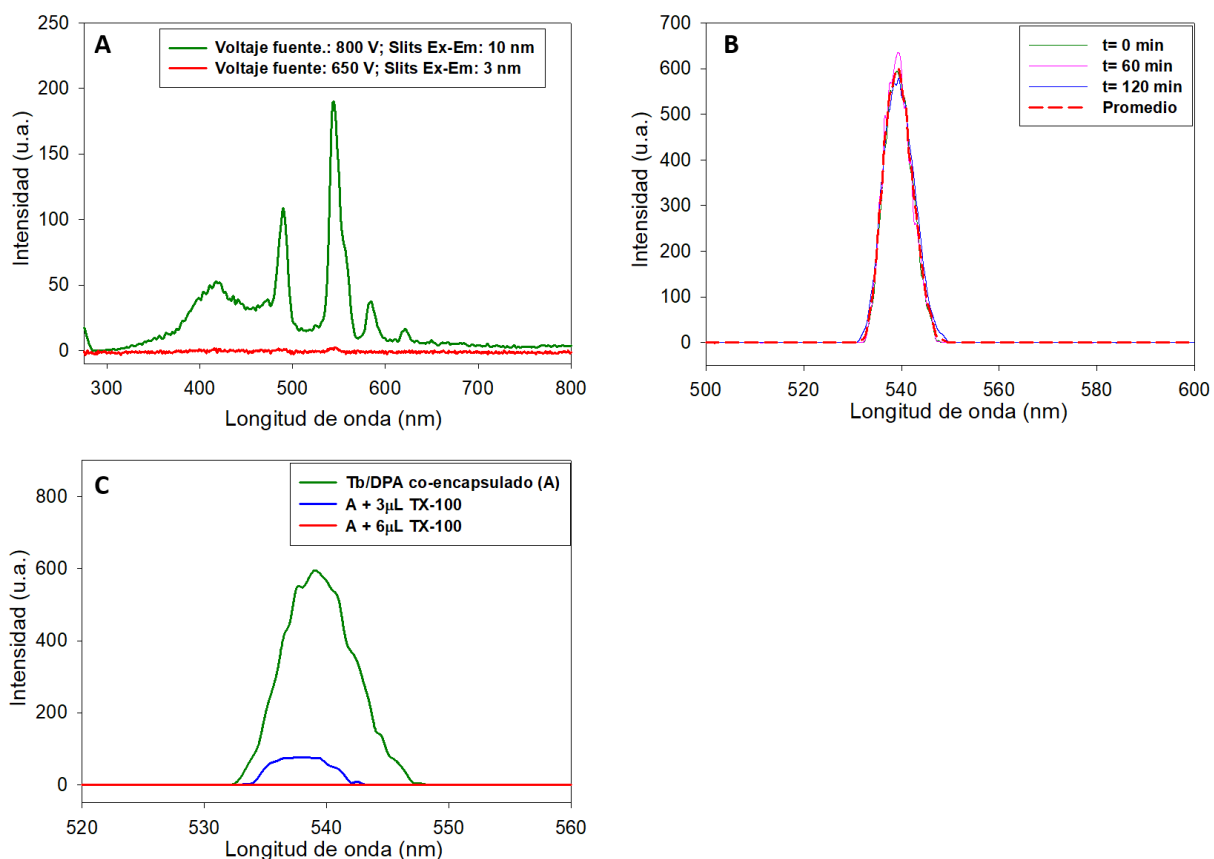 A
Voltaje fuente.: 800 V; Slits Ex-Em: 10 nm
Voltaje fuente: 650 V; Slits Ex-Em: 3 nm
Intensidad (u.a.)
250
200
150
100
50
0
300 400 500 600 700 800
Longitud de onda (nm)
B
t= 0 min
t= 60 min
t= 120 min
Promedio
Intensidad (u.a.)
700
600
500
400
300
200
100
0
500 520 540 560 580 600
Longitud de onda (nm)
C
Tb/DPA co-encapsulado (A)
A + 3μL TX-100
A + 6μL TX-100
Intensidad (u.a.)
800
600
400
200
0
520 530 540 550 560
Longitud de onda (nm)